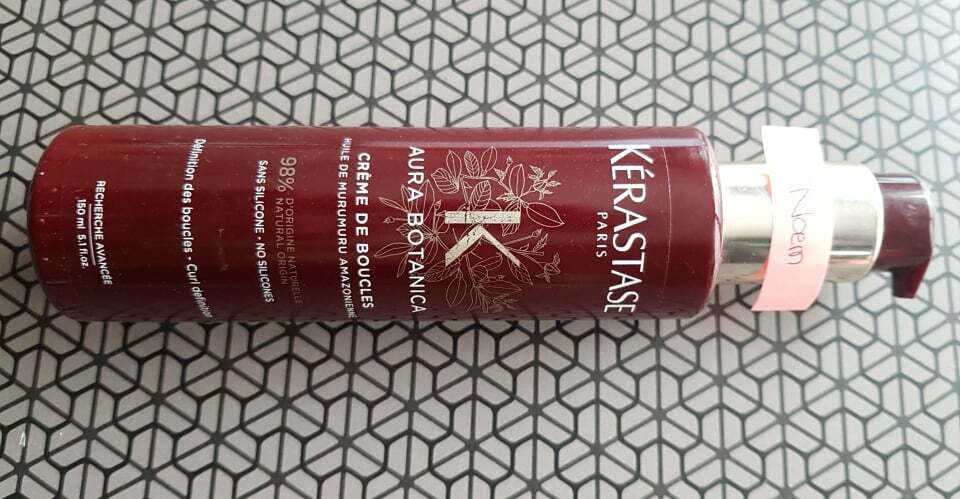 KÉRASTASE
PARIS
K
AURA BOTANICA
CRÈME DE BOUCLES
HUILE DE MURUMURU AMAZONIENNE
98% D'ORIGINE NATURELLE
NATURAL ORIGIN
SANS SILICONE • NO SILICONES
Définition des boucles • Curl definition
RECHERCHE AVANCÉE
150 ml 5.1 fl.oz.
Noem